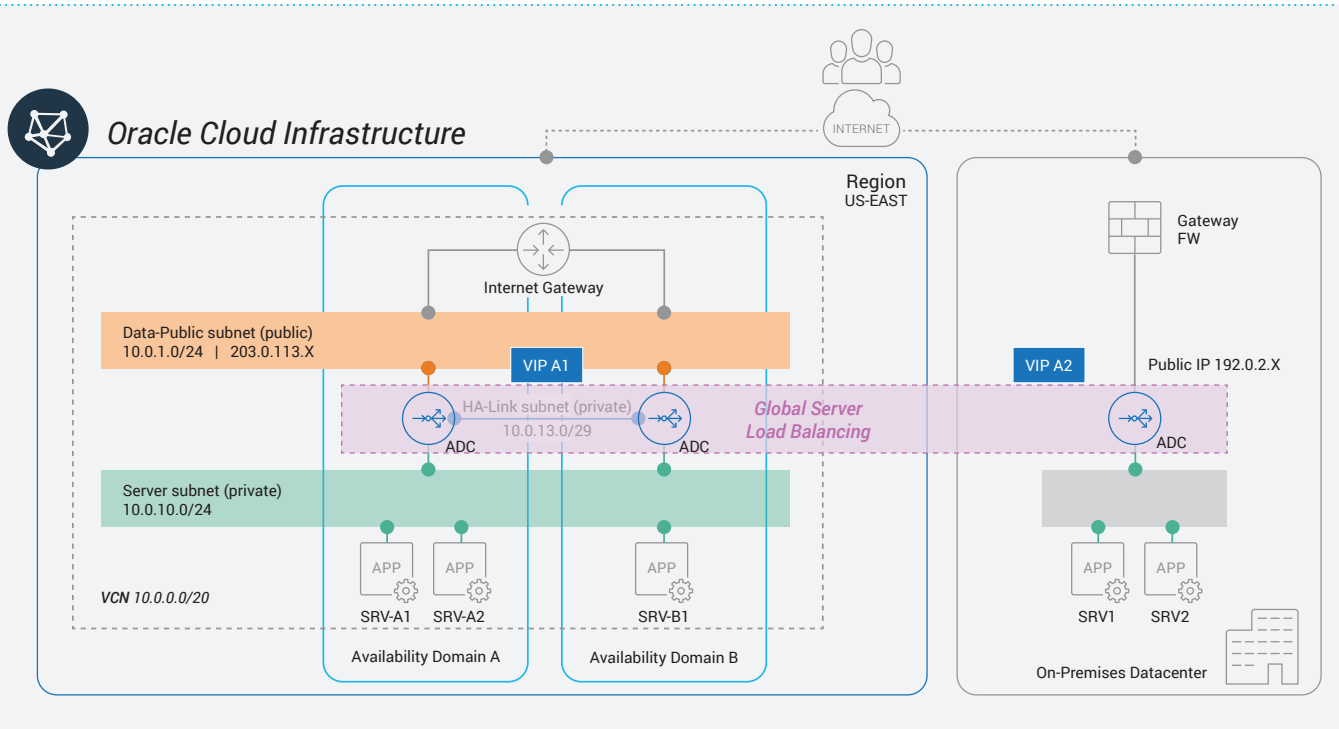 INTERNET
Oracle Cloud Infrastructure
Region
US-EAST
Gateway
FW
Internet Gateway
Data-Public subnet (public)
10.0.1.0/24 | 203.0.113.X
VIP A1
VIP A2
Public IP 192.0.2.X
HA-Link subnet (private)
10.0.13.0/29
Global Server
Load Balancing
ADC
ADC
ADC
Server subnet (private)
10.0.10.0/24
APP
APP
APP
APP
APP
VCN 10.0.0.0/20
SRV-A1
SRV-A2
SRV-B1
SRV1
SRV2
Availability Domain A
Availability Domain B
On-Premises Datacenter